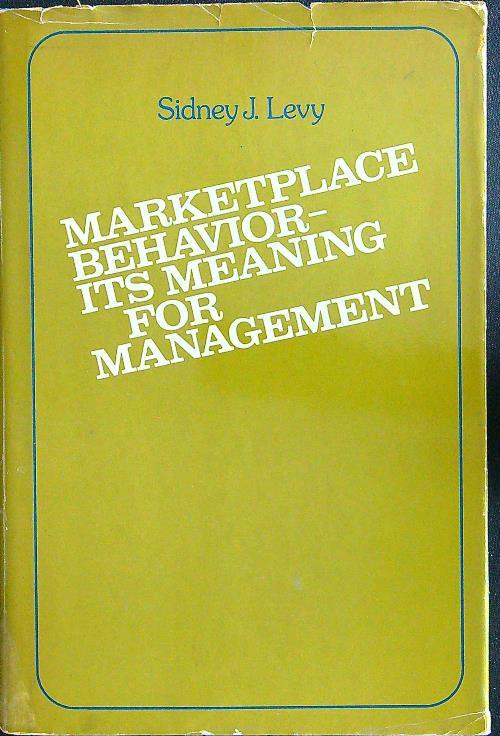 Sidney J. Levy
MARKETPLACE
BEHAVIOR–
ITS MEANING
FOR
MANAGEMENT